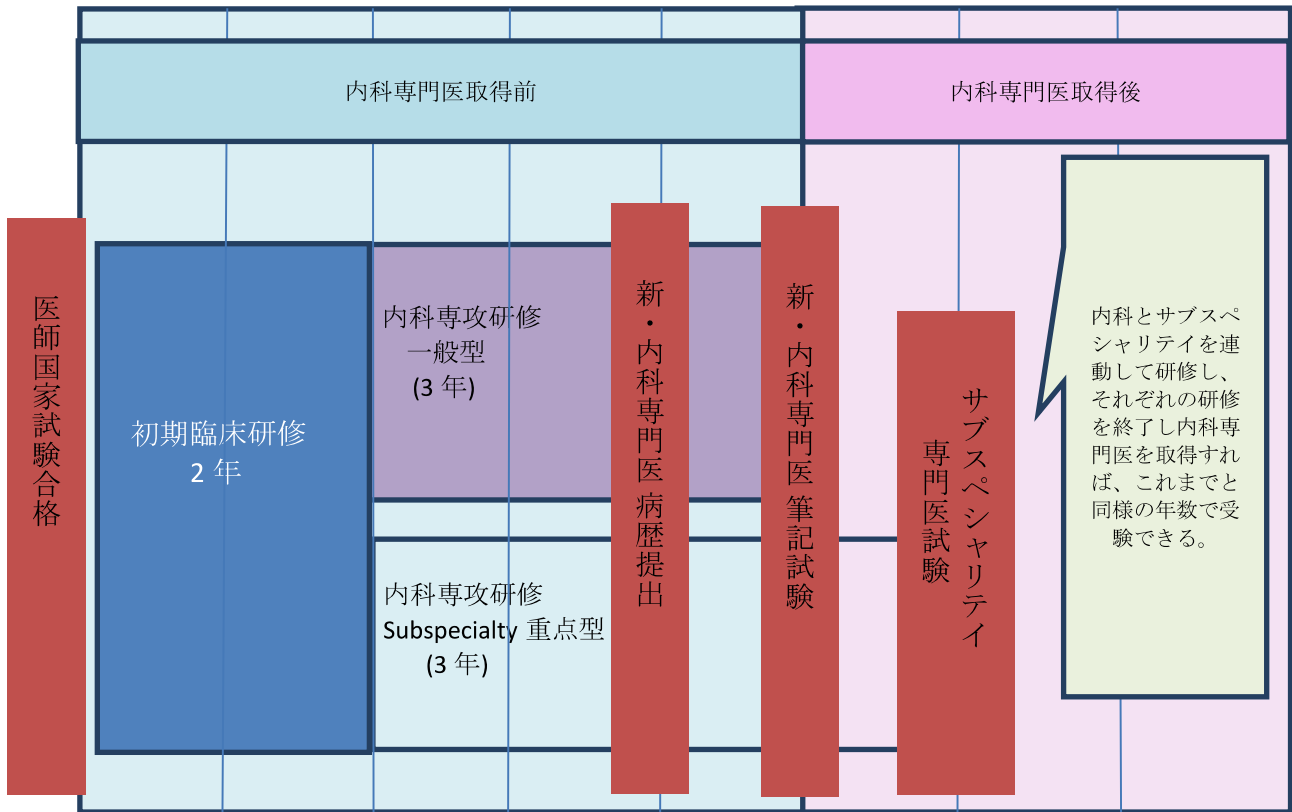 内科専門医取得前
内科専門医取得後
医師国家試験合格
初期臨床研修
2 年
内科専攻研修
一般型
(3 年)
内科専攻研修
Subspecialty 重点型
(3 年)
新・内科専門医 病歴提出
新・内科専門医 筆記試験
サブスペシャリテイ
専門医試験
内科とサブスペ
シャリテイを連
動して研修し、
それぞれの研修
を終了し内科専
門医を取得すれ
ば、これまでと
同様の年数で受
験できる。